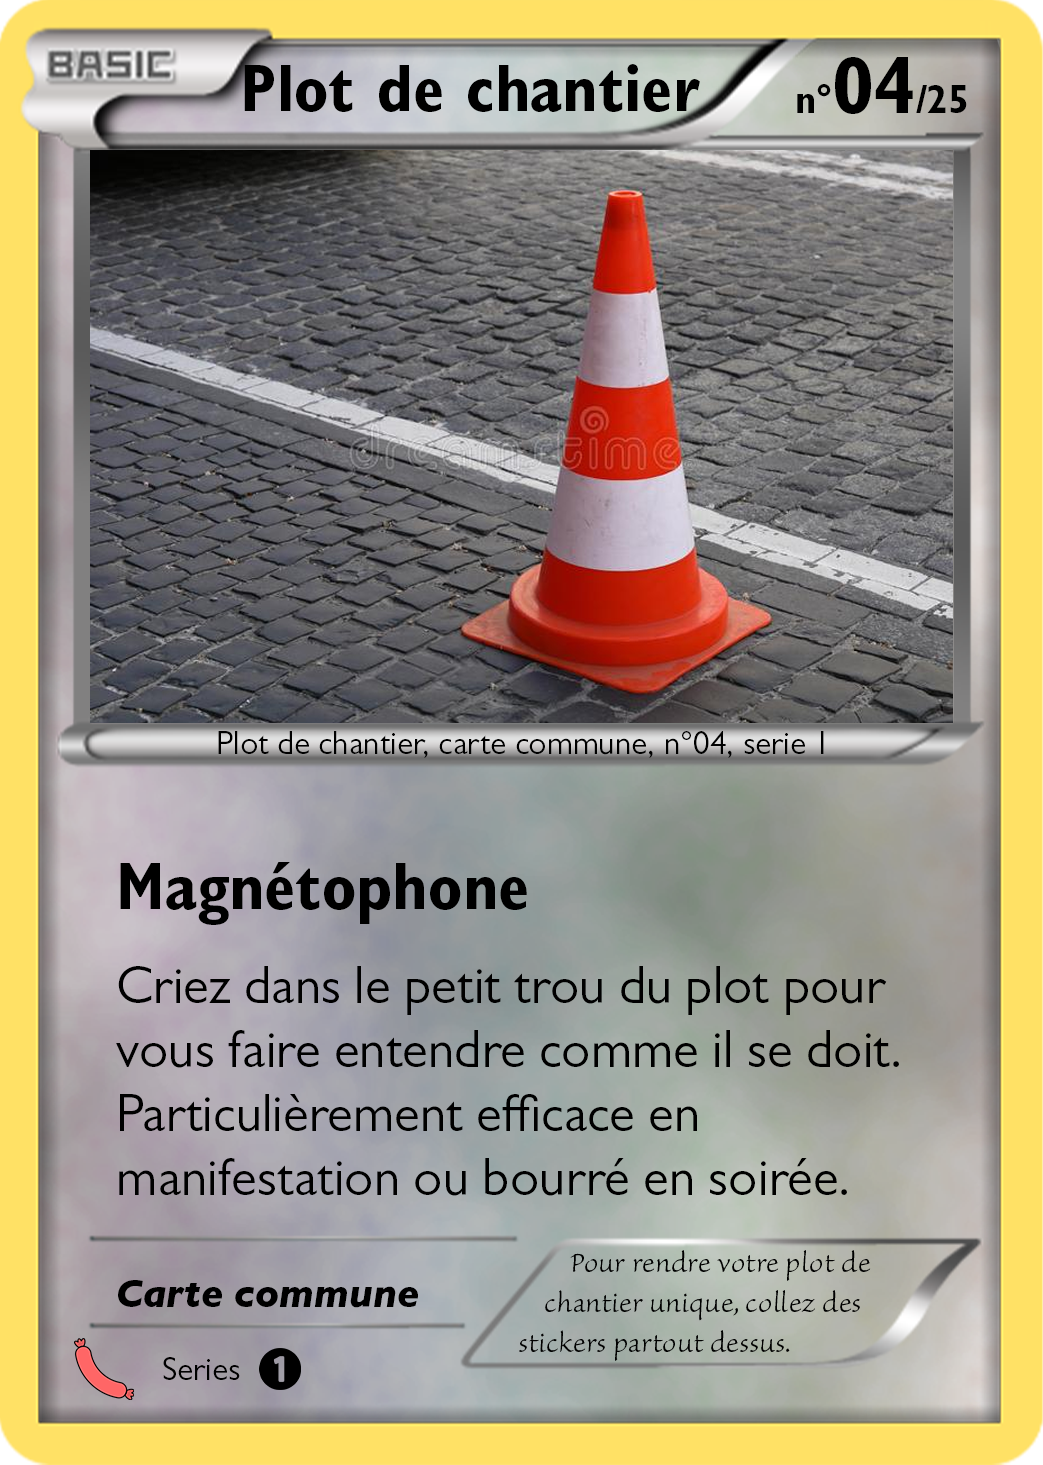 BASIC
Plot de chantier
n°04/25
dreamstime
Plot de chantier, carte commune, n°04, serie 1
Magnétophone
Criez dans le petit trou du plot pour
vous faire entendre comme il se doit.
Particulièrement efficace en
manifestation ou bourré en soirée.
Carte commune
Pour rendre votre plot de
chantier unique, collez des
stickers partout dessus.
Series 1